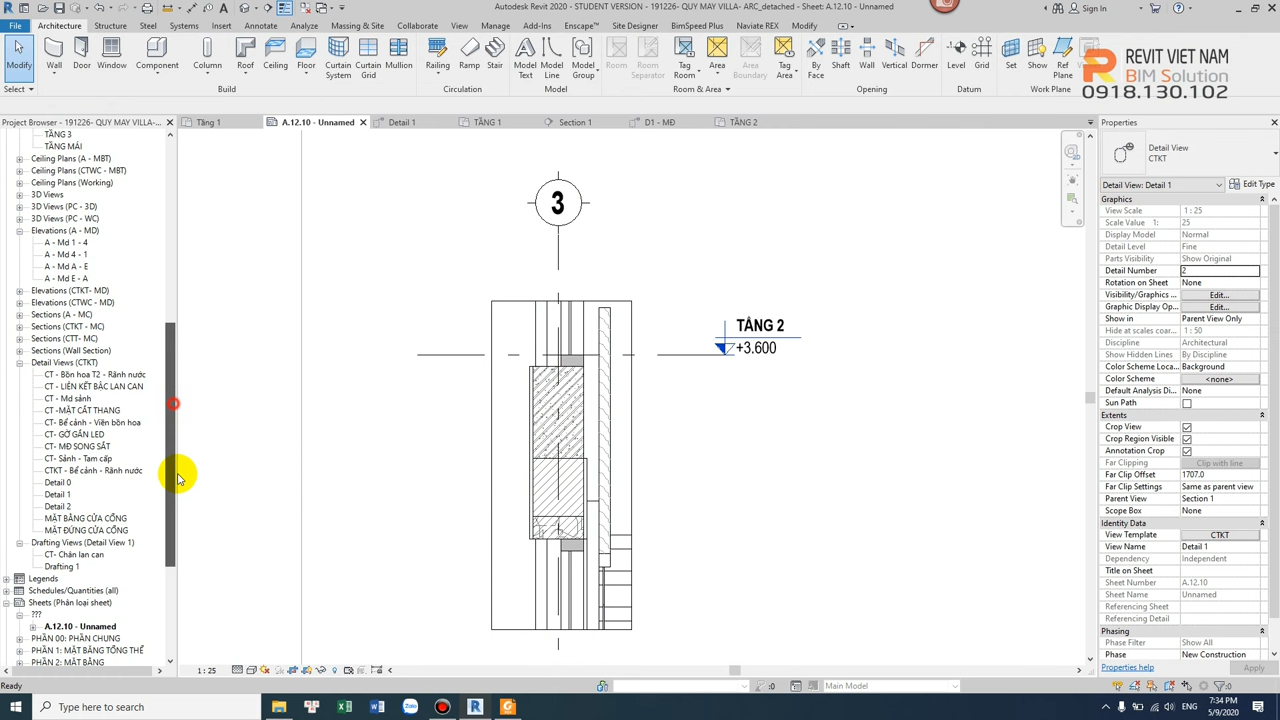 Autodesk Revit 2020 - STUDENT VERSION - 191226- QUY MAY VILLA- ARC_detached - Sheet: A.12.10 - Unnamed
Sign In
File Architecture Structure Steel Systems Insert Annotate Analyze Massing & Site Collaborate View Manage Add-Ins Enscape™ Site Designer BimSpeed Plus Naviate REX Modify
Modify Wall Door Window Component Column Roof Ceiling Floor Curtain System Curtain Grid Mullion Railing Ramp Stair Model Text Model Line Model Group Room Room Separator Tag Room Area Area Boundary Tag Area By Face Shaft Wall Vertical Dormer Level Grid Set Show Ref Plane
Select Build Circulation Model Room & Area Opening Datum Work Plane
REVIT VIET NAM
BIM Solution
0918.130.102
Project Browser - QUY MAY VILLA-...
Tầng 1 A.12.10 - Unnamed Detail 1 TẦNG 1 Section 1 D1 - MĐ TẦNG 2
TẦNG 3
TẦNG MÁI
Ceiling Plans (A - MBT)
Ceiling Plans (CTWC - MBT)
Ceiling Plans (Working)
3D Views
3D Views (PC - 3D)
3D Views (PC - WC)
Elevations (A - MD)
A - Md 1 - 4
A - Md 4 - 1
A - Md A - E
A - Md E - A
Elevations (CTKT- MD)
Elevations (CTWC - MD)
Sections (A - MC)
Sections (CTKT - MC)
Sections (CTT- MC)
Sections (Wall Section)
Detail Views (CTKT)
CT - Bồn hoa T2 - Rãnh nước
CT - LIÊN KẾT BẬC LAN CAN
CT - Md sảnh
CT -MẶT CẮT THANG
CT- Bể cảnh - Viền bồn hoa
CT- GỜ GẮN LED
CT- MĐ SONG SẮT
CT- Sảnh - Tam cấp
CTKT - Bể cảnh - Rãnh nước
Detail 0
Detail 1
Detail 2
MẶT BẰNG CỬA CỔNG
MẶT ĐỨNG CỬA CỔNG
Drafting Views (Detail View 1)
CT- Chân lan can
Drafting 1
Legends
Schedules/Quantities (all)
Sheets (Phân loại sheet)
???
A.12.10 - Unnamed
PHẦN 00: PHẦN CHUNG
PHẦN 1: MẶT BẰNG TỔNG THỂ
PHẦN 2: MẶT BẰNG
3
TẦNG 2
+3.600
Properties
Detail View
CTKT
Detail View: Detail 1 Edit Type
Graphics
View Scale 1 : 25
Scale Value 1: 25
Display Model Normal
Detail Level Fine
Parts Visibility Show Original
Detail Number 2
Rotation on Sheet None
Visibility/Graphics ... Edit...
Graphic Display Op... Edit...
Show in Parent View Only
Hide at scales coar... 1 : 50
Discipline Architectural
Show Hidden Lines By Discipline
Color Scheme Loca... Background
Color Scheme <none>
Default Analysis Di... None
Sun Path
Extents
Crop View
Crop Region Visible
Annotation Crop
Far Clipping Clip with line
Far Clip Offset 1707.0
Far Clip Settings Same as parent view
Parent View Section 1
Scope Box None
Identity Data
View Template CTKT
View Name Detail 1
Dependency Independent
Title on Sheet
Sheet Number A.12.10
Sheet Name Unnamed
Referencing Sheet
Referencing Detail
Phasing
Phase Filter Show All
Phase New Construction
Properties help Apply
1 : 25
Ready :0 Main Model :0
Type here to search
ENG 7:34 PM
5/9/2020